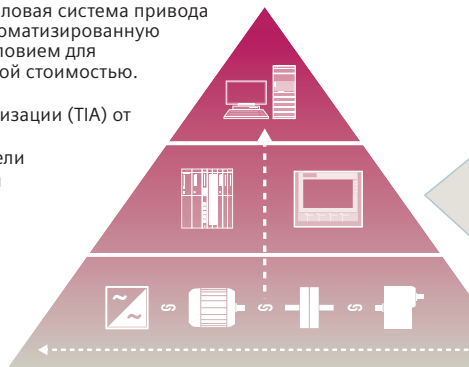 ловая система привода
оматизированную
ловием для
ой стоимостью.
изации (TIA) от
ели